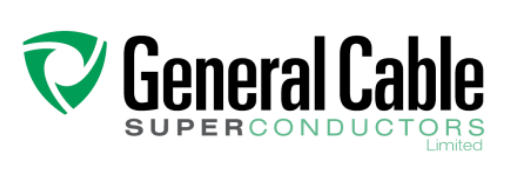 General Cable
SUPERCONDUCTORS
Limited